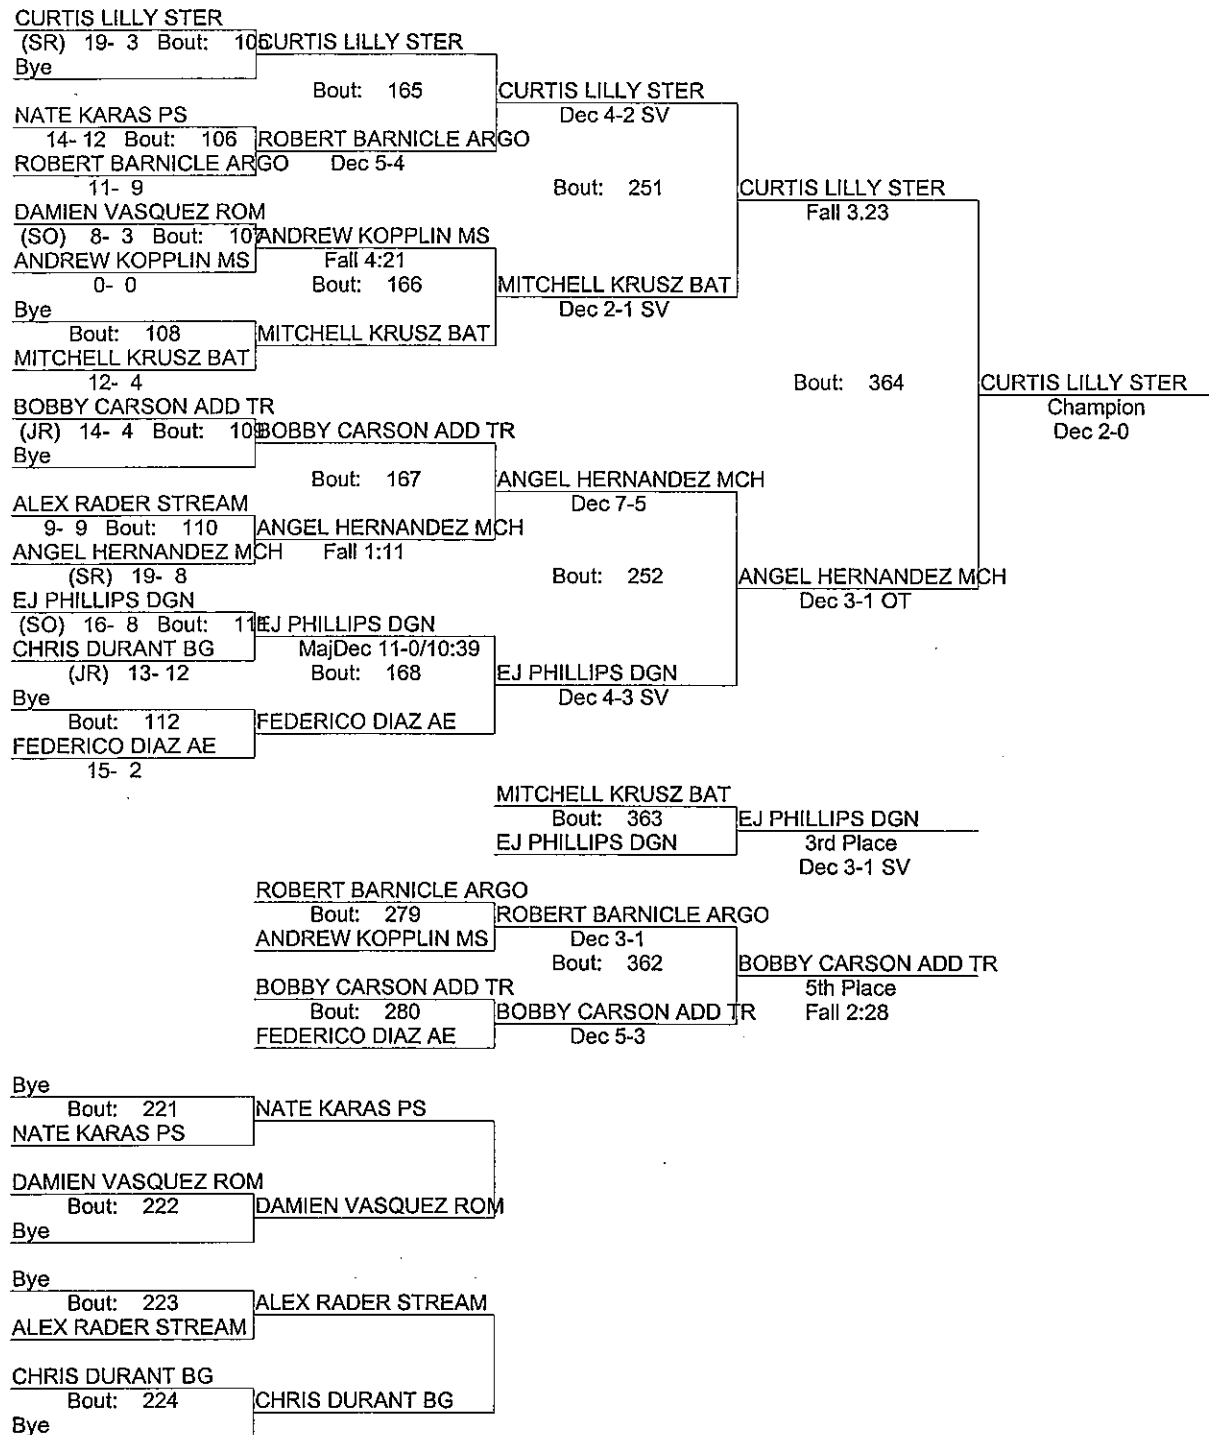 CURTIS LILLY STER
(SR) 19- 3 Bout: 105
CURTIS LILLY STER
Bye
Bout: 165
CURTIS LILLY STER
Dec 4-2 SV
NATE KARAS PS
14- 12 Bout: 106
ROBERT BARNICLE ARGO
ROBERT BARNICLE ARGO
Dec 5-4
11- 9
Bout: 251
CURTIS LILLY STER
Fall 3.23
DAMIEN VASQUEZ ROM
(SO) 8- 3 Bout: 107
ANDREW KOPPLIN MS
ANDREW KOPPLIN MS
Fall 4:21
0- 0
Bout: 166
MITCHELL KRUSZ BAT
Dec 2-1 SV
Bye
Bout: 108
MITCHELL KRUSZ BAT
MITCHELL KRUSZ BAT
12- 4
Bout: 364
CURTIS LILLY STER
Champion
Dec 2-0
BOBBY CARSON ADD TR
(JR) 14- 4 Bout: 109
BOBBY CARSON ADD TR
Bye
Bout: 167
ANGEL HERNANDEZ MCH
Dec 7-5
ALEX RADER STREAM
9- 9 Bout: 110
ANGEL HERNANDEZ MCH
ANGEL HERNANDEZ MCH
Fall 1:11
(SR) 19- 8
Bout: 252
ANGEL HERNANDEZ MCH
Dec 3-1 OT
EJ PHILLIPS DGN
(SO) 16- 8 Bout: 111
EJ PHILLIPS DGN
CHRIS DURANT BG
MajDec 11-0/10:39
(JR) 13- 12
Bout: 168
EJ PHILLIPS DGN
Dec 4-3 SV
Bye
Bout: 112
FEDERICO DIAZ AE
FEDERICO DIAZ AE
15- 2
MITCHELL KRUSZ BAT
Bout: 363
EJ PHILLIPS DGN
EJ PHILLIPS DGN
3rd Place
Dec 3-1 SV
ROBERT BARNICLE ARGO
Bout: 279
ROBERT BARNICLE ARGO
ANDREW KOPPLIN MS
Dec 3-1
Bout: 362
BOBBY CARSON ADD TR
5th Place
Fall 2:28
BOBBY CARSON ADD TR
Bout: 280
BOBBY CARSON ADD TR
FEDERICO DIAZ AE
Dec 5-3
Bye
Bout: 221
NATE KARAS PS
NATE KARAS PS
DAMIEN VASQUEZ ROM
Bout: 222
DAMIEN VASQUEZ ROM
Bye
Bye
Bout: 223
ALEX RADER STREAM
ALEX RADER STREAM
CHRIS DURANT BG
Bout: 224
CHRIS DURANT BG
Bye